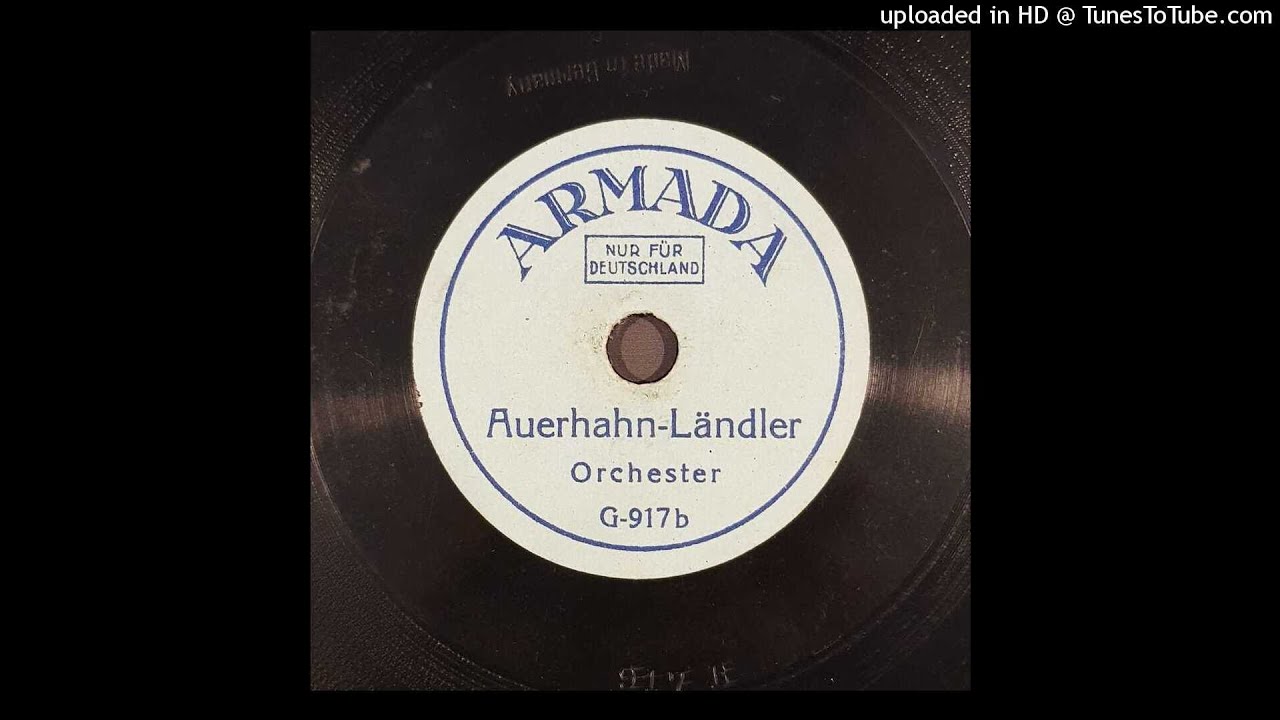 uploaded in HD @ TunesToTube.com
Made in Germany
ARMADA
NUR FÜR
DEUTSCHLAND
Auerhahn-Ländler
Orchester
G-917b